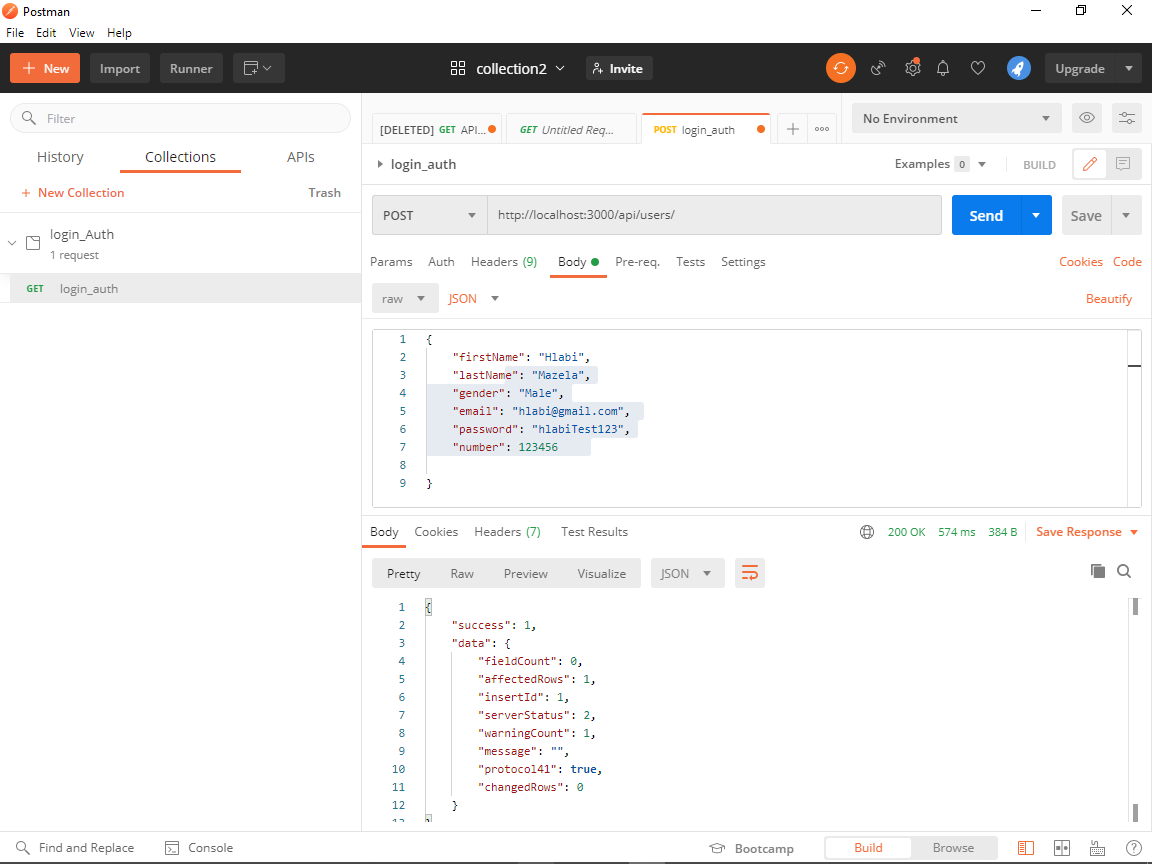 Postman
File Edit View Help
+ New Import Runner collection2 Invite Upgrade
Filter
History Collections APIs
+ New Collection Trash
login_Auth
1 request
GET login_auth
[DELETED] GET API... GET Untitled Req... POST login_auth + ooo No Environment
login_auth Examples 0 BUILD
POST http://localhost:3000/api/users/ Send Save
Params Auth Headers (9) Body Pre-req. Tests Settings Cookies Code
raw JSON Beautify
1 {
2 "firstName": "Hlabi",
3 "lastName": "Mazela",
4 "gender": "Male",
5 "email": "hlabi@gmail.com",
6 "password": "hlabiTest123",
7 "number": 123456
8
9 }
Body Cookies Headers (7) Test Results 200 OK 574 ms 384 B Save Response
Pretty Raw Preview Visualize JSON
1 {
2 "success": 1,
3 "data": {
4 "fieldCount": 0,
5 "affectedRows": 1,
6 "insertId": 1,
7 "serverStatus": 2,
8 "warningCount": 1,
9 "message": "",
10 "protocol41": true,
11 "changedRows": 0
12 }
13 }
Find and Replace Console Bootcamp Build Browse ?